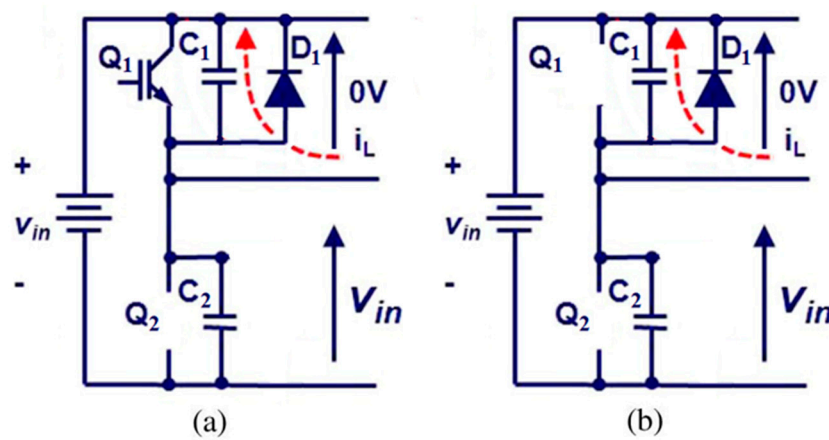 Q1 C1 D1
0V
iL
+
vin
-
C2
Q2
Vin
(a)
Q1 C1 D1
0V
iL
+
vin
-
C2
Q2
Vin
(b)